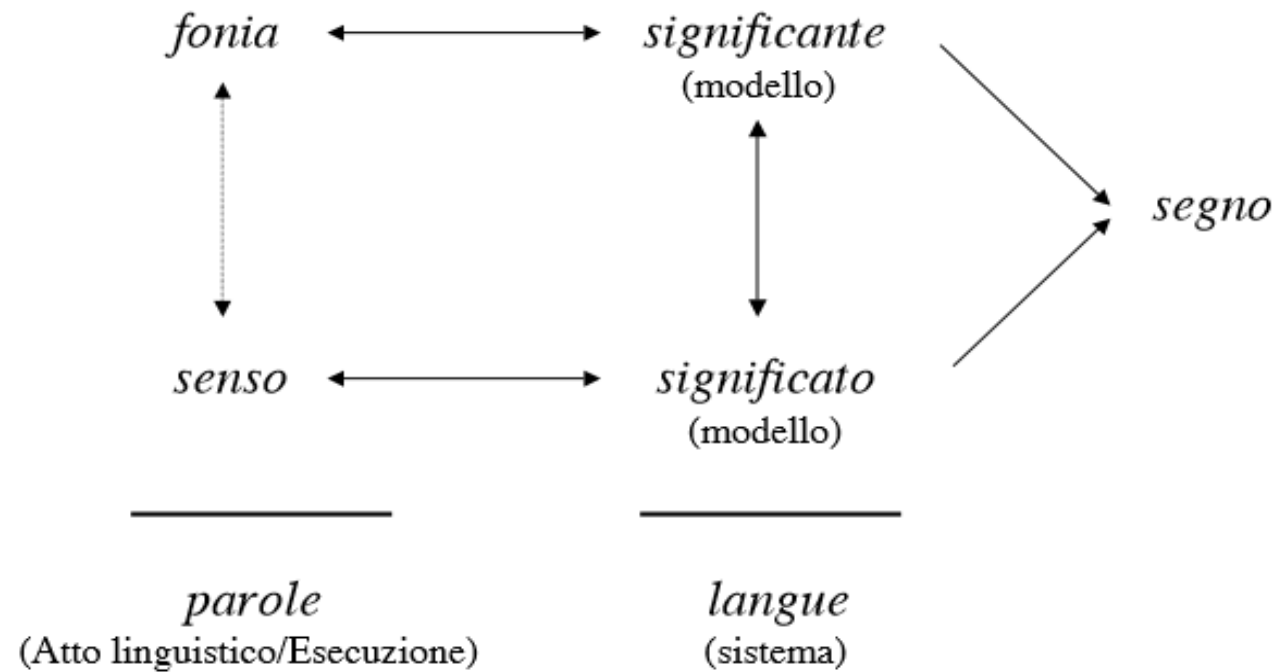 fonia
significante
(modello)
segno
senso
significato
(modello)
parole
langue
(Atto linguistico/Esecuzione)
(sistema)